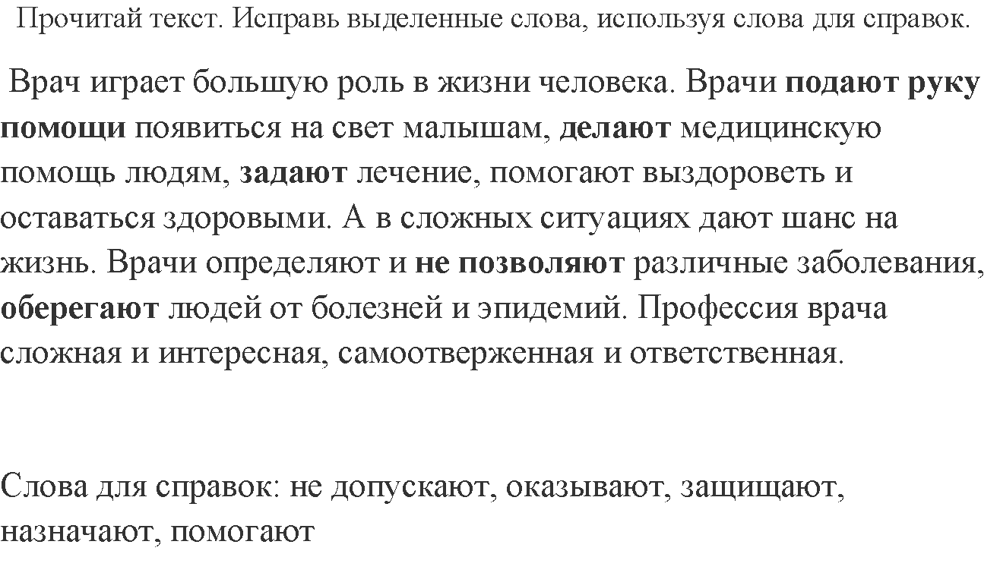 Прочитай текст. Исправь выделенные слова, используя слова для справок.
Врач играет большую роль в жизни человека. Врачи подают руку
помощи появиться на свет малышам, делают медицинскую
помощь людям, задают лечение, помогают выздороветь и
оставаться здоровыми. А в сложных ситуациях дают шанс на
жизнь. Врачи определяют и не позволяют различные заболевания,
оберегают людей от болезней и эпидемий. Профессия врача
сложная и интересная, самоотверженная и ответственная.
Слова для справок: не допускают, оказывают, защищают,
назначают, помогают